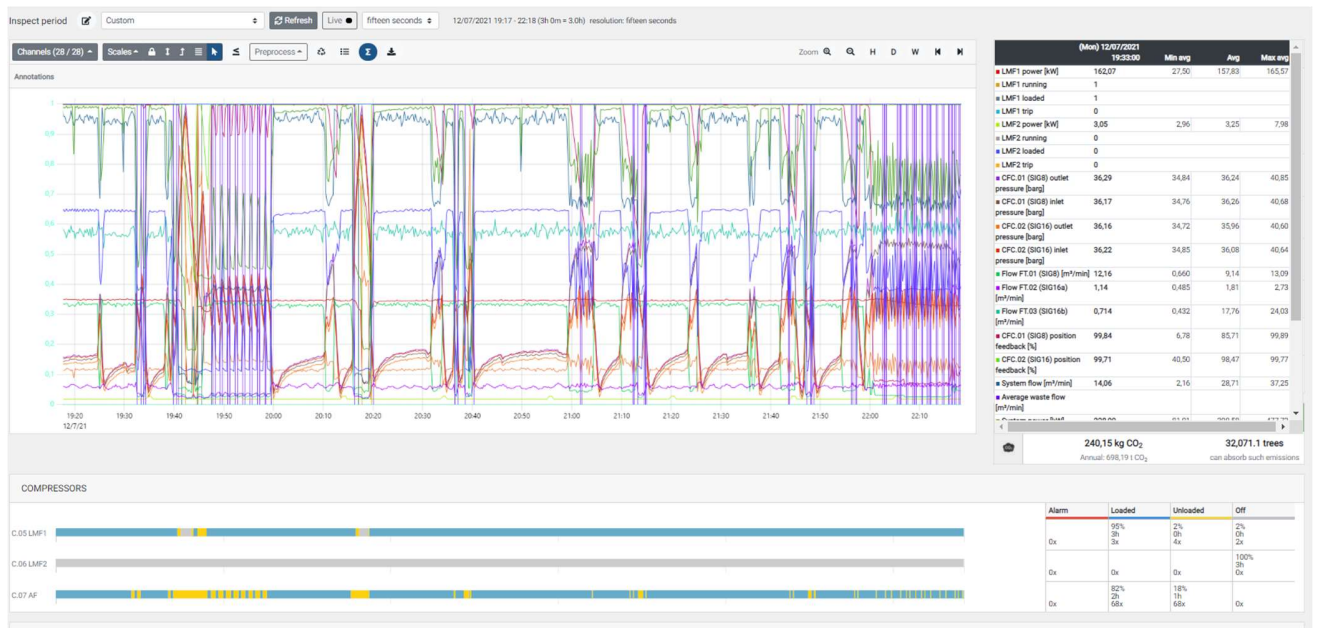 Inspect period Custom Refresh Live fifteen seconds 12/07/2021 19:17 - 22:18 (3h 0m = 3.0h) resolution: fifteen seconds
Channels (28 / 28) Scales Preprocess Σ Zoom H D W
Annotations
1
0,9
0,8
0,7
0,6
0,5
0,4
0,3
0,2
0,1
0
19:20 19:30 19:40 19:50 20:00 20:10 20:20 20:30 20:40 20:50 21:00 21:10 21:20 21:30 21:40 21:50 22:00 22:10
12/7/21
(Mon) 12/07/2021
19:33:00 Min avg Avg Max avg
LMF1 power [kW] 162,07 27,50 157,83 165,57
LMF1 running 1
LMF1 loaded 1
LMF1 trip 0
LMF2 power [kW] 3,05 2,96 3,25 7,98
LMF2 running 0
LMF2 loaded 0
LMF2 trip 0
CFC.01 (SIG8) outlet 36,29 34,84 36,24 40,85
pressure [barg]
CFC.01 (SIG8) inlet 36,17 34,76 36,26 40,68
pressure [barg]
CFC.02 (SIG16) outlet 36,16 34,72 35,96 40,60
pressure [barg]
CFC.02 (SIG16) inlet 36,22 34,85 36,08 40,64
pressure [barg]
Flow FT.01 (SIG8) [m³/min] 12,16 0,660 9,14 13,09
Flow FT.02 (SIG16a) 1,14 0,485 1,81 2,73
[m³/min]
Flow FT.03 (SIG16b) 0,714 0,432 17,76 24,03
[m³/min]
CFC.01 (SIG8) position 99,84 6,78 85,71 99,89
feedback [%]
CFC.02 (SIG16) position 99,71 40,50 98,47 99,77
feedback [%]
System flow [m³/min] 14,06 2,16 28,71 37,25
Average waste flow
[m³/min]
240,15 kg CO₂ 32,071.1 trees
Annual: 698,19 t CO₂ can absorb such emissions
COMPRESSORS
Alarm Loaded Unloaded Off
C.05 LMF1
95% 2% 2%
3h 0h 0h
0x 3x 4x 2x
C.06 LMF2
100%
3h
0x 0x 0x 0x
C.07 AF
82% 18%
2h 1h
0x 68x 68x 0x